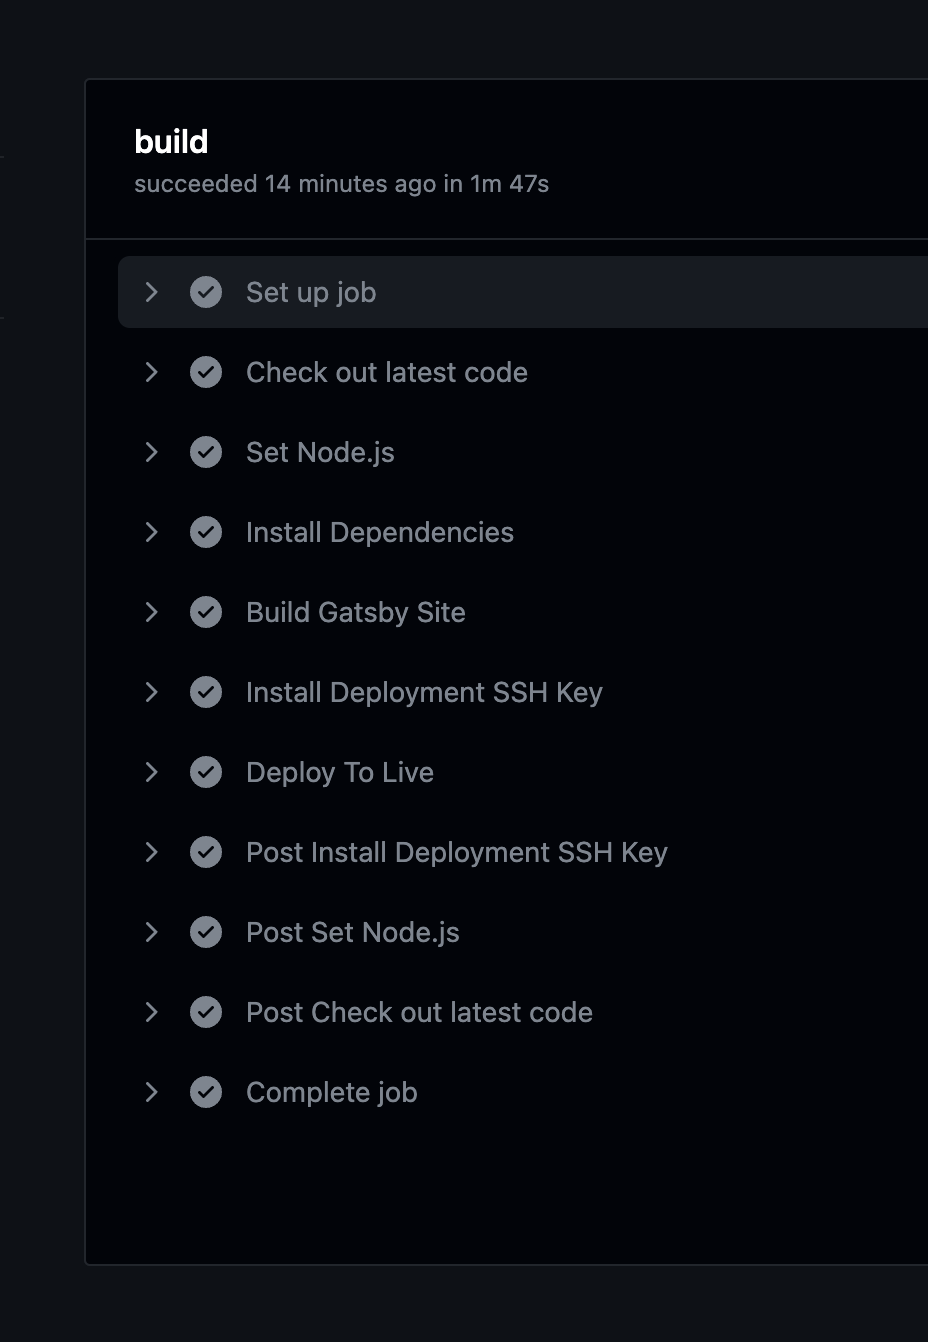 build
succeeded 14 minutes ago in 1m 47s
Set up job
Check out latest code
Set Node.js
Install Dependencies
Build Gatsby Site
Install Deployment SSH Key
Deploy To Live
Post Install Deployment SSH Key
Post Set Node.js
Post Check out latest code
Complete job